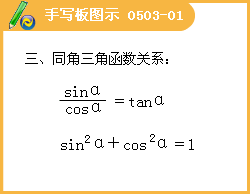 手写板图示 0503-01
三、同角三角函数关系：
sinα/cosα = tanα
sin²α+cos²α=1